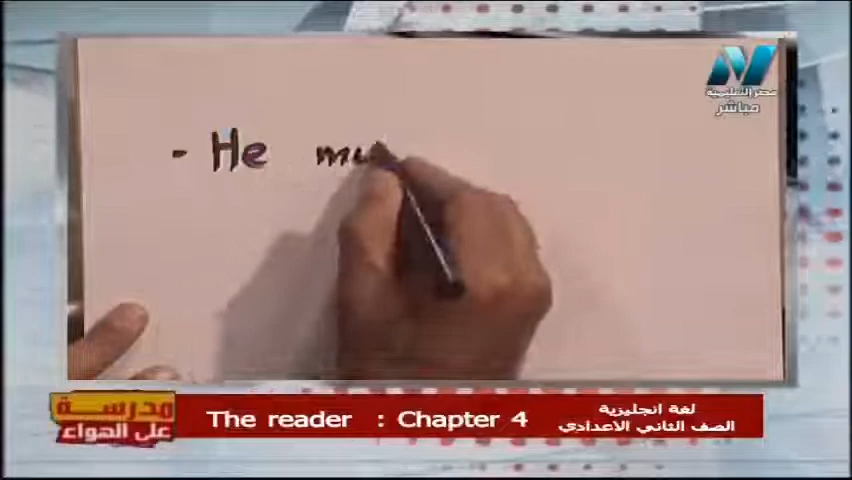 مصر التعليمية
مباشر
- He mu
مدرسة
على الهواء
The reader : Chapter 4
لغة انجليزية
الصف الثاني الاعدادي